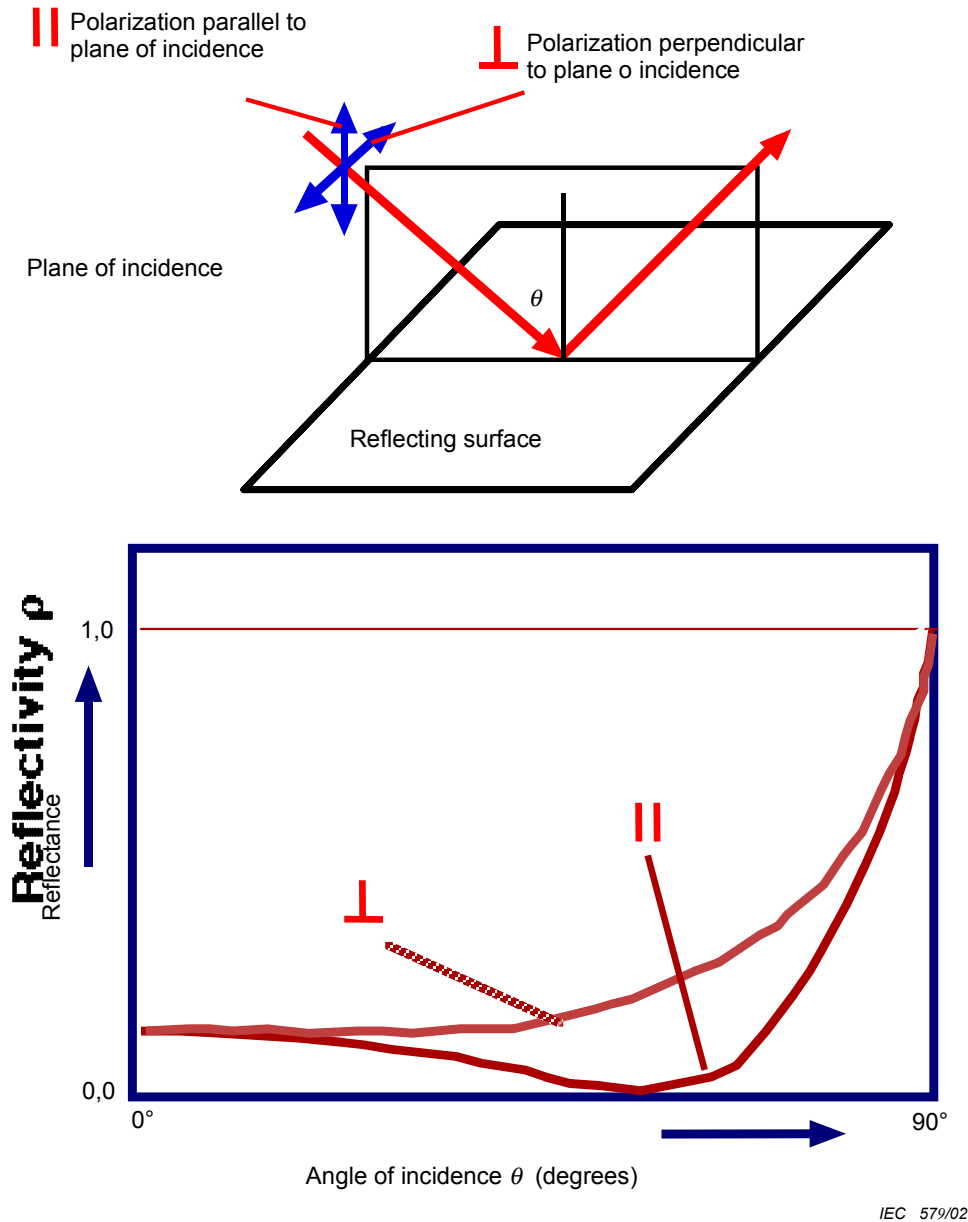 Polarization parallel to
plane of incidence
Polarization perpendicular
to plane o incidence
Plane of incidence
θ
Reflecting surface
Reflectivity ρ
Reflectance
1,0
||
⊥
0,0
0°
90°
Angle of incidence θ (degrees)
IEC 579/02